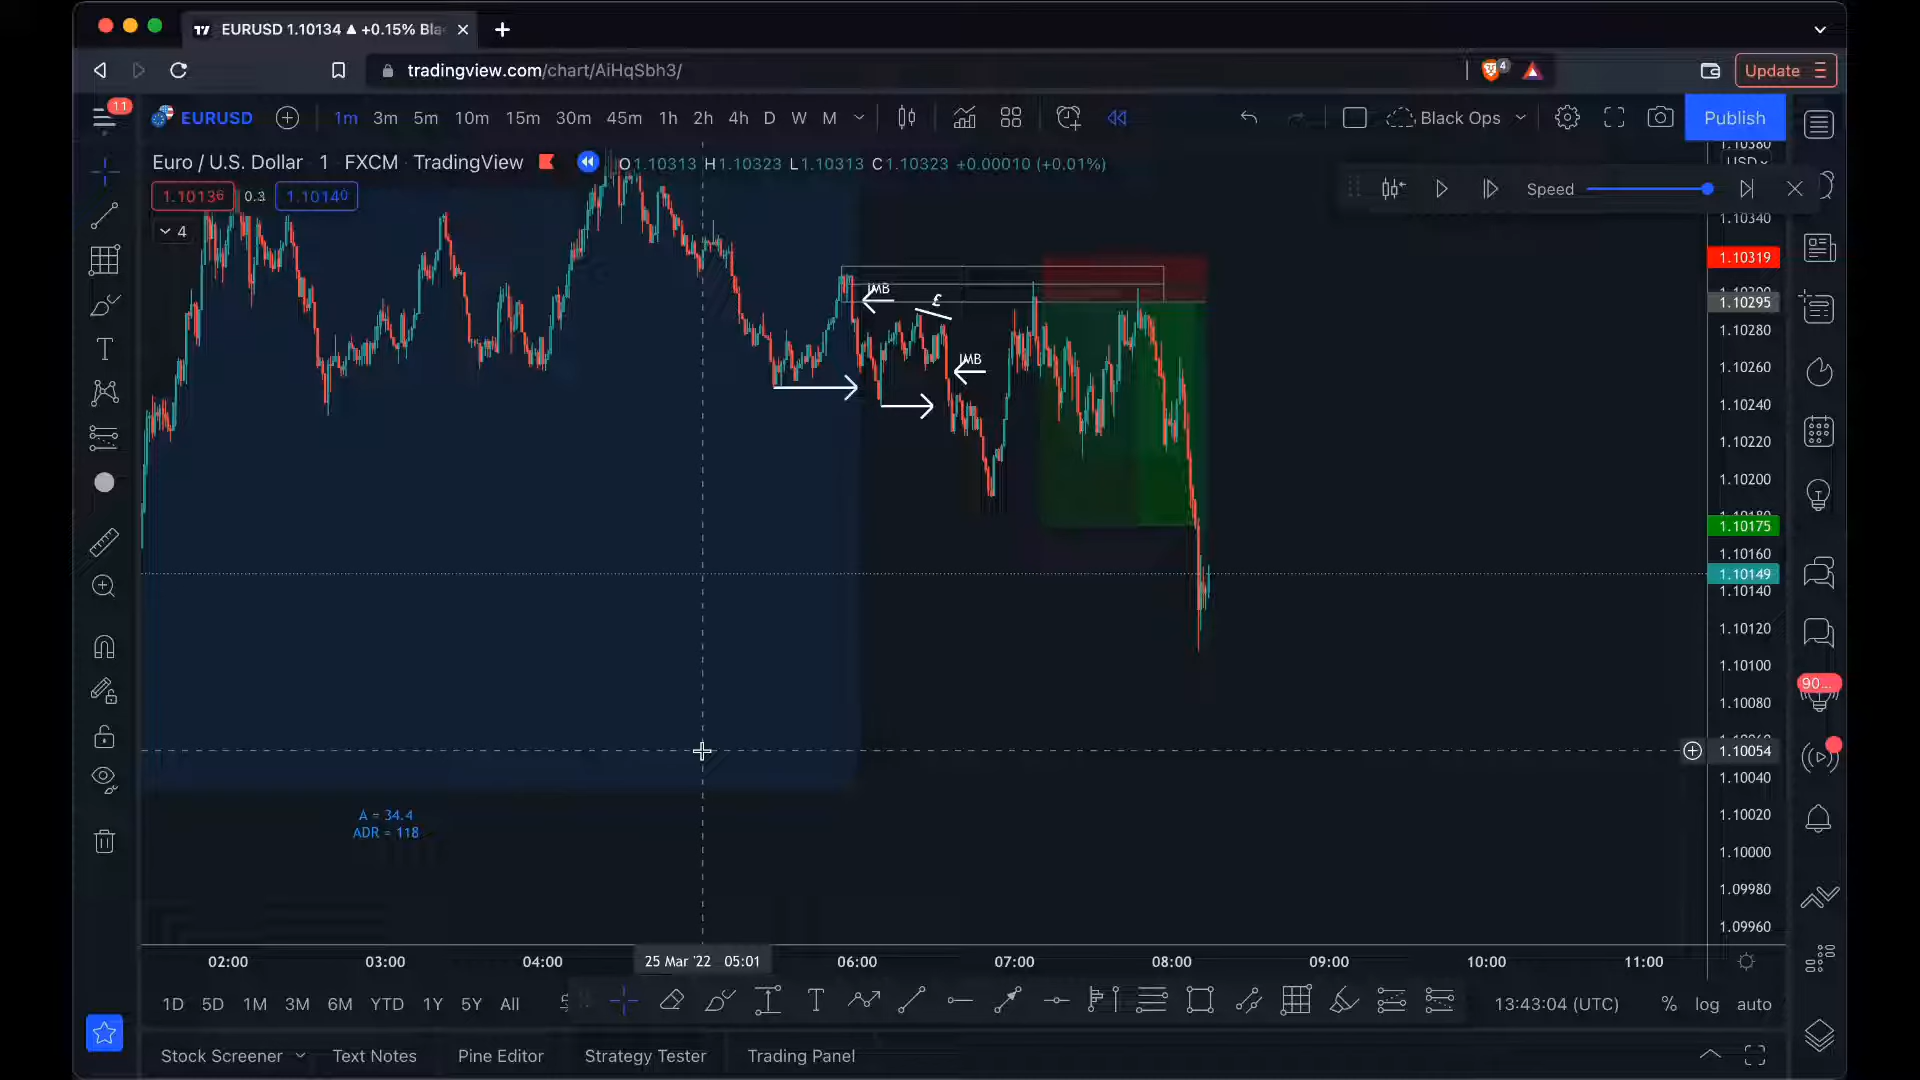 EURUSD 1.10134 ▲ +0.15% Bla
tradingview.com/chart/AiHqSbh3/
4
Update
11
EURUSD
1m 3m 5m 10m 15m 30m 45m 1h 2h 4h D W M
Black Ops
Publish
Euro / U.S. Dollar · 1 · FXCM · TradingView
O1.10313 H1.10323 L1.10313 C1.10323 +0.00010 (+0.01%)
USD
1.10136 0.3 1.10140
4
Speed
1.10380
1.10340
1.10319
1.10295
1.10280
1.10260
1.10240
1.10220
1.10200
1.10175
1.10160
1.10149
1.10140
1.10120
1.10100
1.10080
1.10054
1.10040
1.10020
1.10000
1.09980
1.09960
IMB
£
IMB
90...
A = 34.4
ADR = 118
02:00 03:00 04:00 25 Mar '22 05:01 06:00 07:00 08:00 09:00 10:00 11:00
1D 5D 1M 3M 6M YTD 1Y 5Y All
13:43:04 (UTC) % log auto
Stock Screener Text Notes Pine Editor Strategy Tester Trading Panel